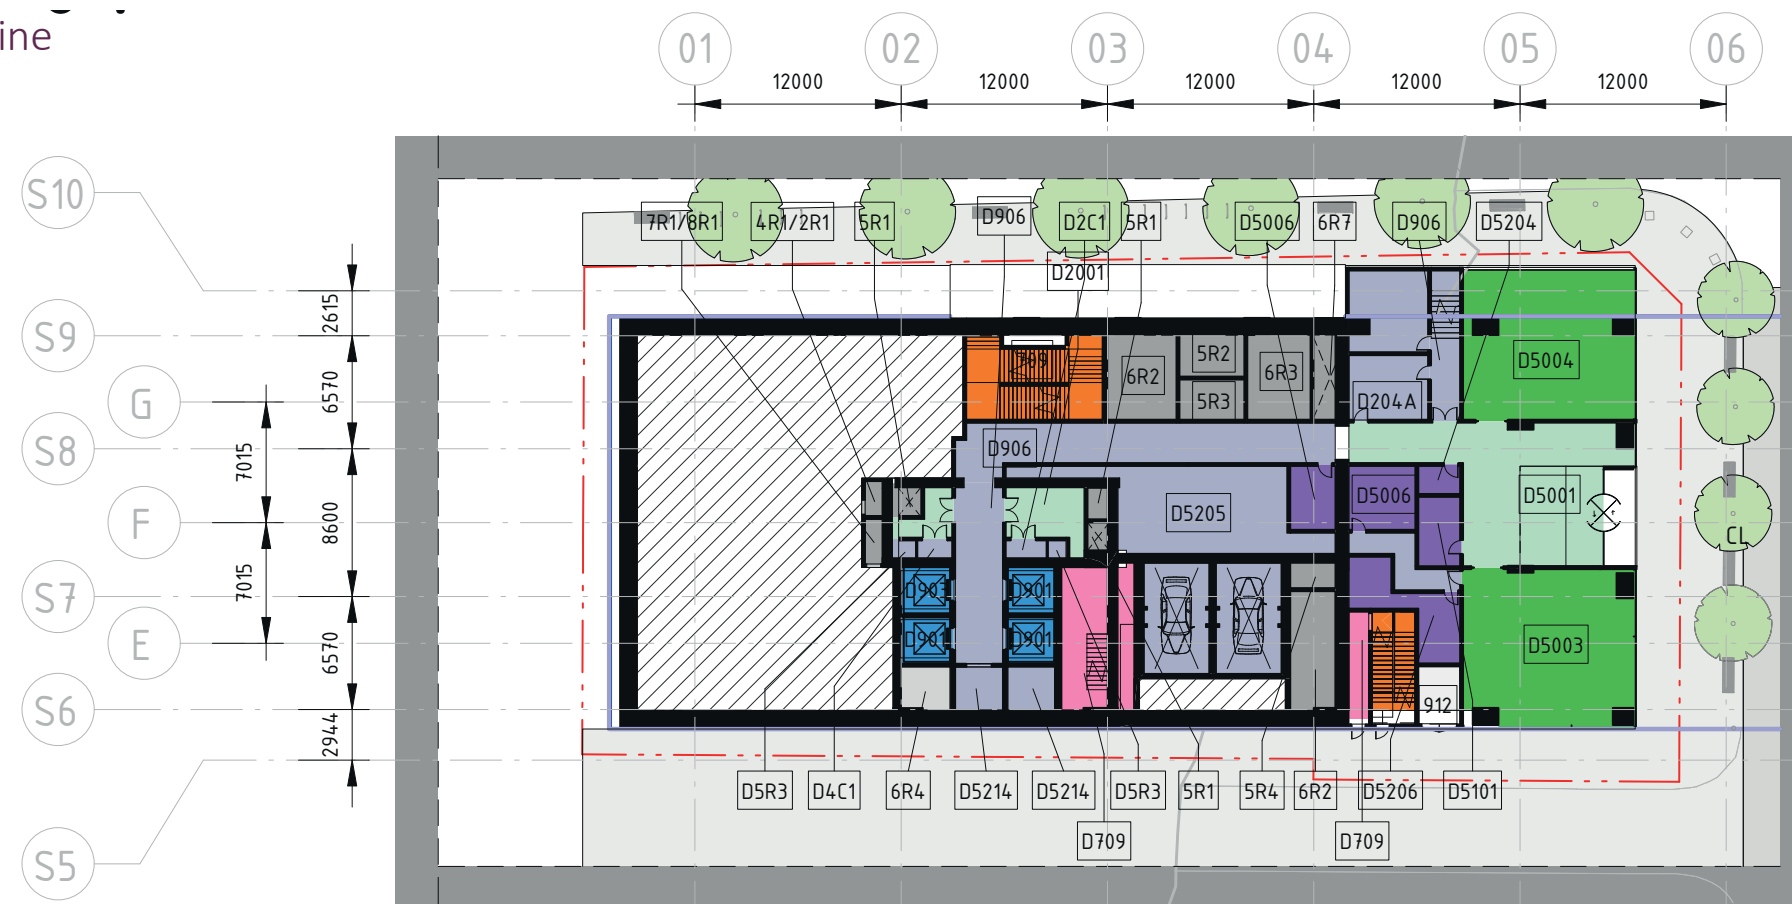 ine
01 02 03 04 05 06
12000 12000 12000 12000 12000
S10
S9
G
S8
F
S7
E
S6
S5
2615
6570
7015
8600
7015
6570
2944
7R1/8R1 4R1/2R1 5R1 D906 D2C1 5R1 D5006 6R7 D906 D5204
D2001
709 6R2 5R2 6R3 D5004
5R3 D204A
D906
D5006 D5001
D5205
CL
D903 D901
D901 D901 D5003
912
D5R3 D4C1 6R4 D5214 D5214 D5R3 5R1 5R4 6R2 D5206 D5101
D709 D709